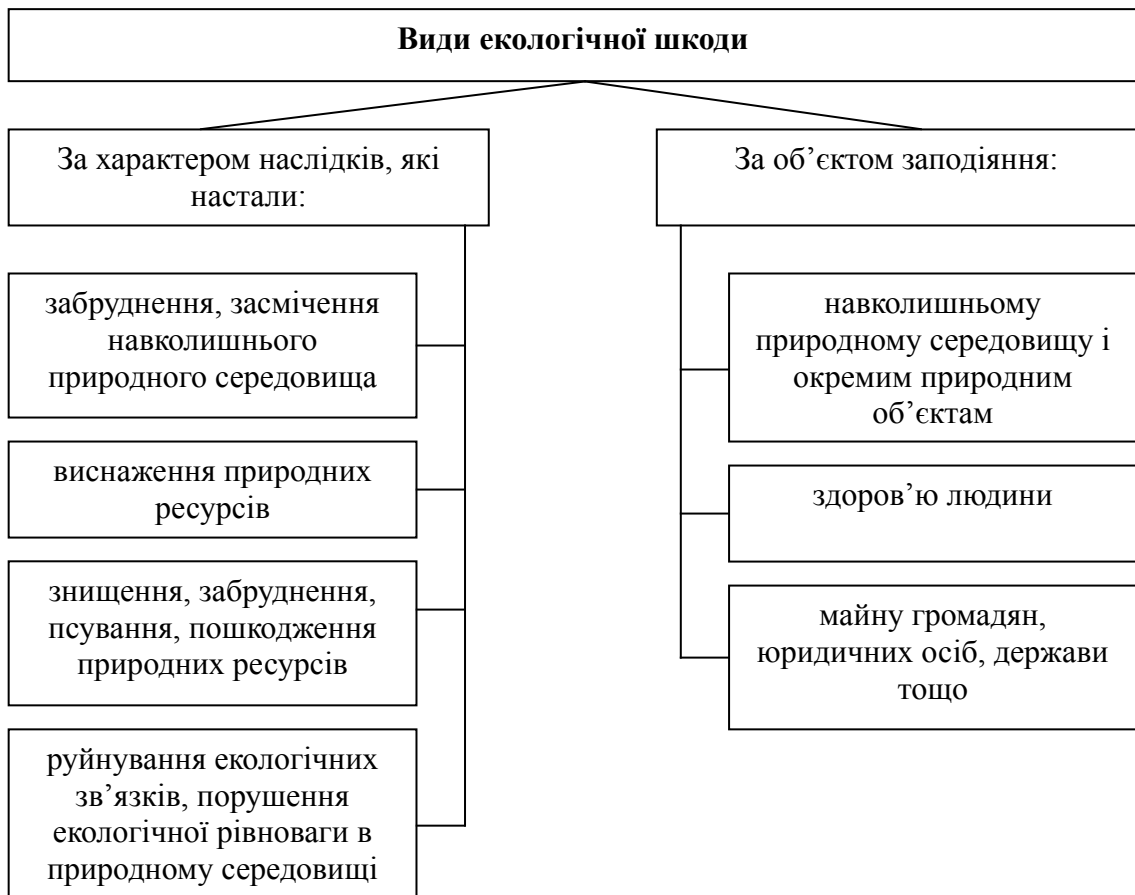 Види екологічної шкоди
За характером наслідків, які
настали:
забруднення, засмічення
навколишнього
природного середовища
виснаження природних
ресурсів
знищення, забруднення,
псування, пошкодження
природних ресурсів
руйнування екологічних
зв’язків, порушення
екологічної рівноваги в
природному середовищі
За об’єктом заподіяння:
навколишньому
природному середовищу і
окремим природним
об’єктам
здоров’ю людини
майну громадян,
юридичних осіб, держави
тощо